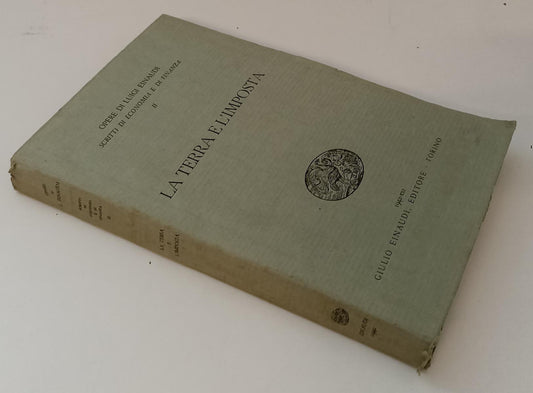 OPERE DI LUIGI EINAUDI
SCRITTI DI ECONOMIA E DI FINANZA
II
LA TERRA E L'IMPOSTA
GIULIO EINAUDI, EDITORE TORINO
LA TERRA
E
L'IMPOSTA
EINAUDI